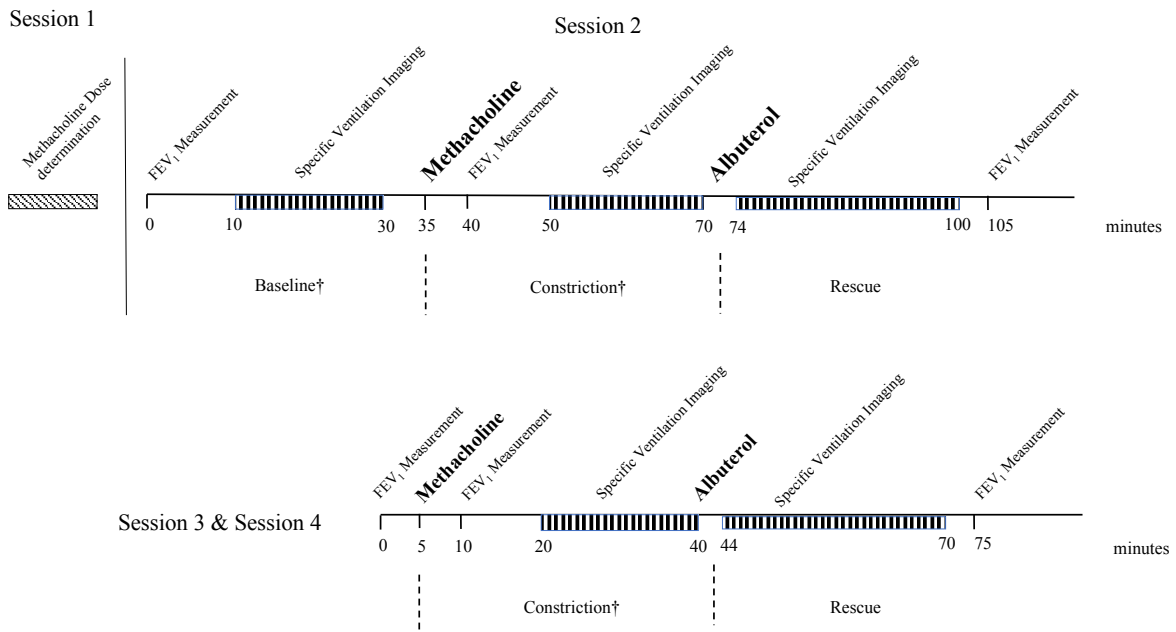 Session 1
Session 2
Methacholine Dose
determination
FEV₁ Measurement
Specific Ventilation Imaging
Methacholine
FEV₁ Measurement
Specific Ventilation Imaging
Albuterol
Specific Ventilation Imaging
FEV₁ Measurement
0 10 30 35 40 50 70 74 100 105 minutes
Baseline† Constriction† Rescue
FEV₁ Measurement
Methacholine
FEV₁ Measurement
Specific Ventilation Imaging
Albuterol
Specific Ventilation Imaging
FEV₁ Measurement
Session 3 & Session 4
0 5 10 20 40 44 70 75 minutes
Constriction† Rescue